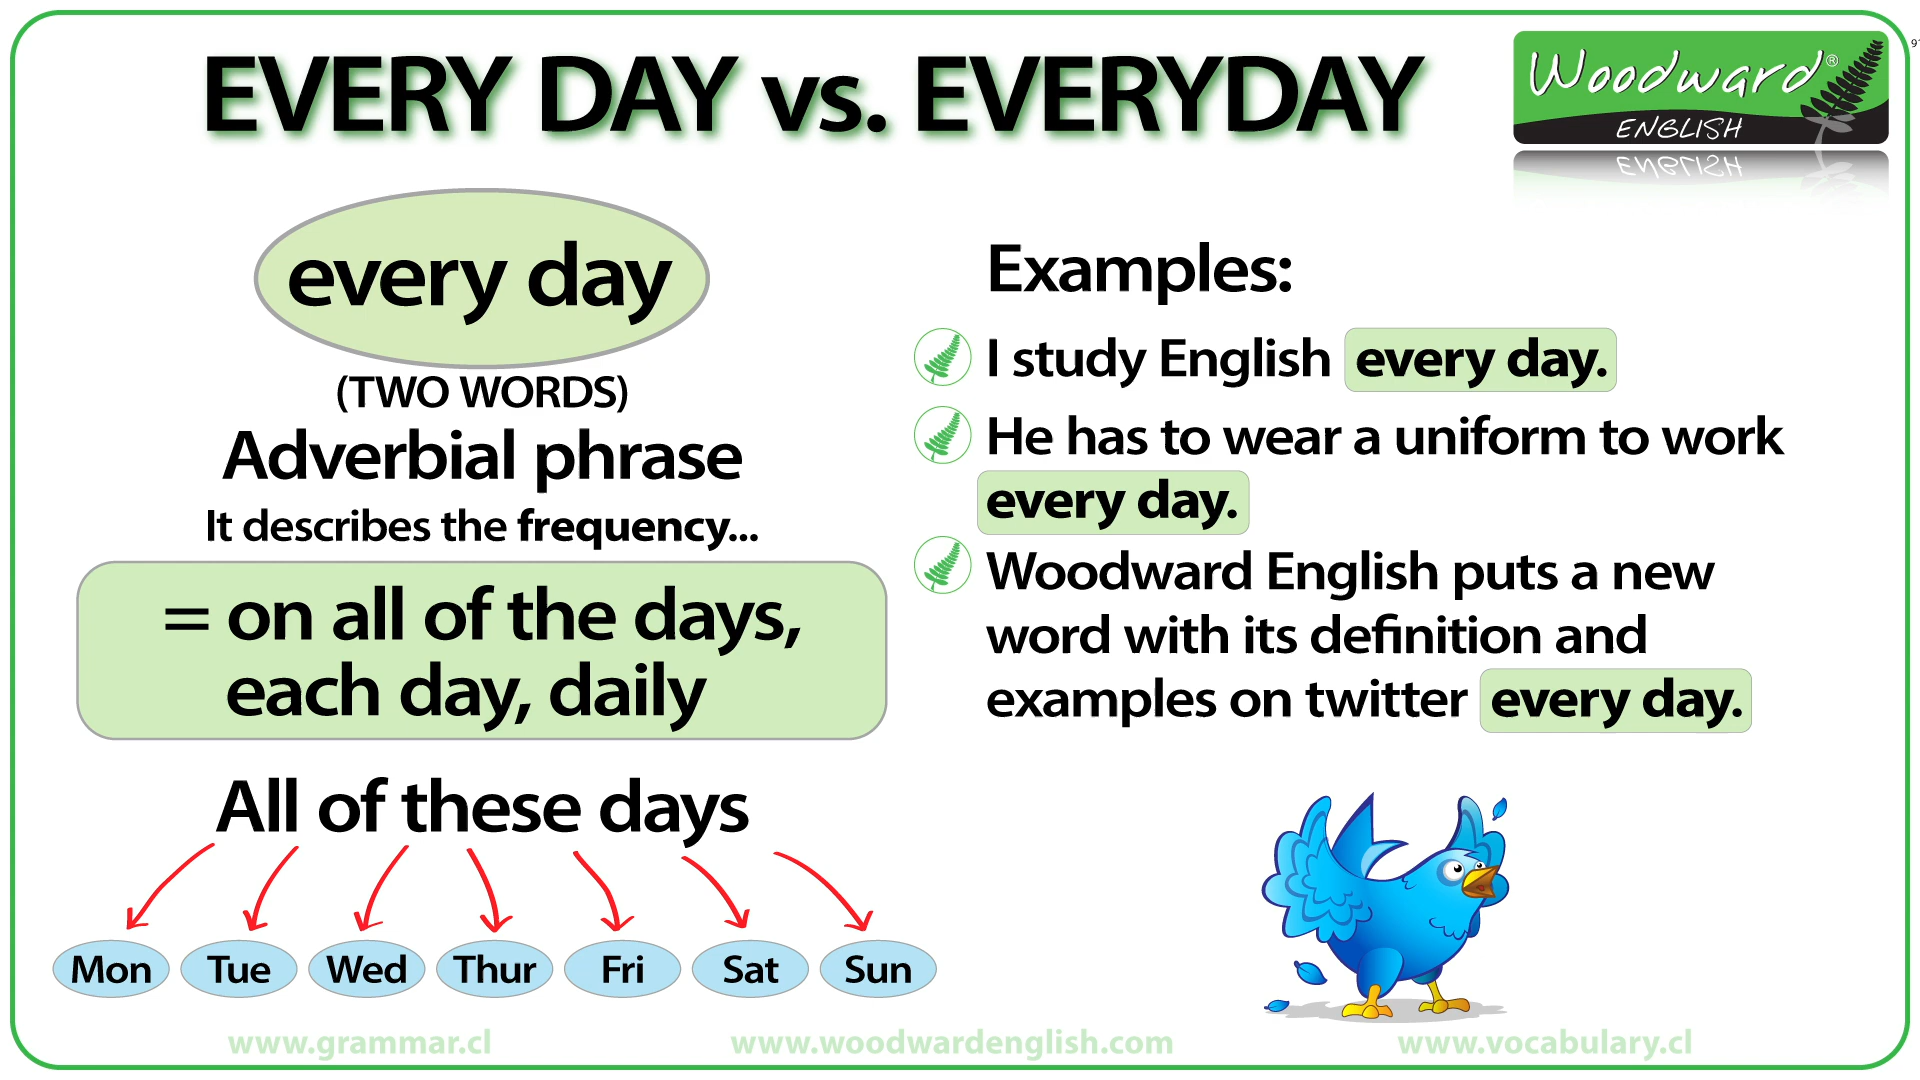 EVERY DAY vs. EVERYDAY
Woodward®
ENGLISH
every day
(TWO WORDS)
Adverbial phrase
It describes the frequency...
= on all of the days,
each day, daily
All of these days
Mon Tue Wed Thur Fri Sat Sun
Examples:
I study English every day.
He has to wear a uniform to work
every day.
Woodward English puts a new
word with its definition and
examples on twitter every day.
www.grammar.cl www.woodwardenglish.com www.vocabulary.cl